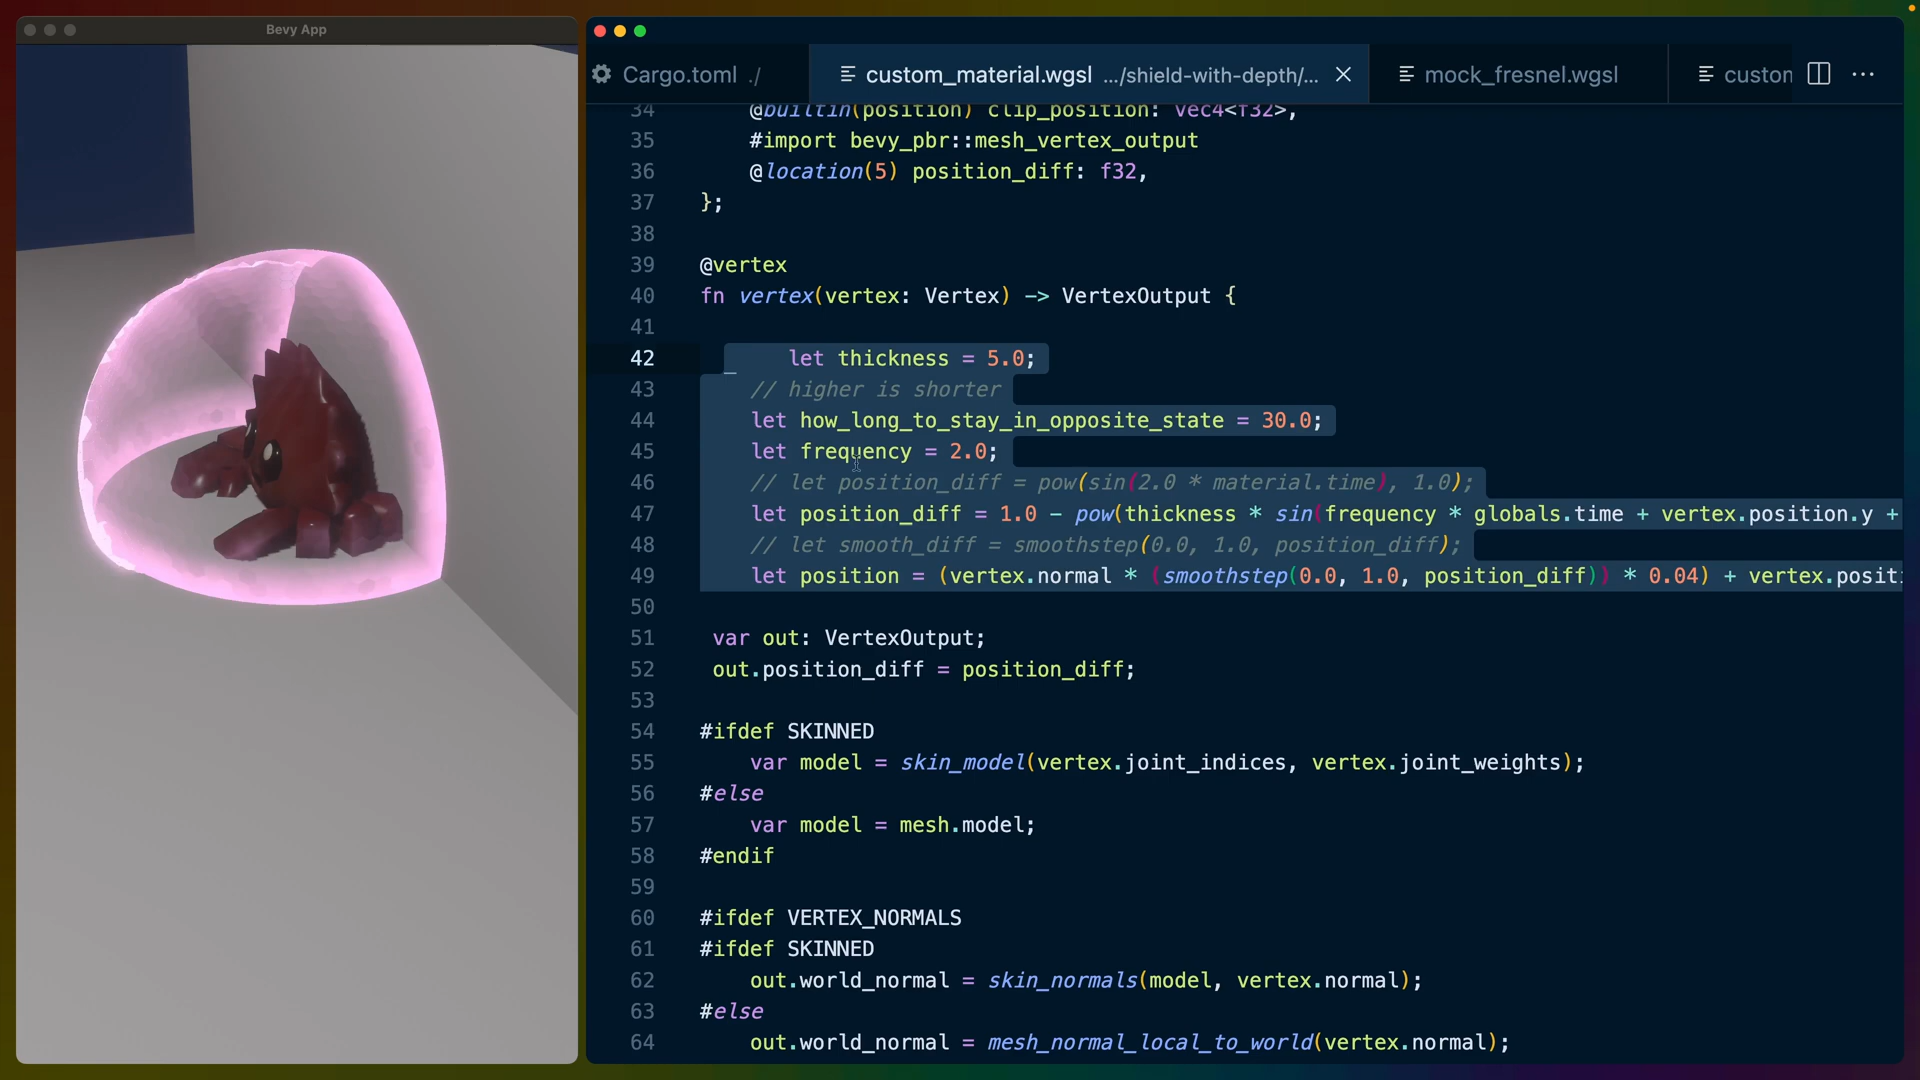 Bevy App
Cargo.toml ./
custom_material.wgsl .../shield-with-depth/...
mock_fresnel.wgsl
custon
34 @builtin(position) clip_position: vec4<f32>,
35 #import bevy_pbr::mesh_vertex_output
36 @location(5) position_diff: f32,
37 };
38
39 @vertex
40 fn vertex(vertex: Vertex) -> VertexOutput {
41
42 let thickness = 5.0;
43 // higher is shorter
44 let how_long_to_stay_in_opposite_state = 30.0;
45 let frequency = 2.0;
46 // let position_diff = pow(sin(2.0 * material.time), 1.0);
47 let position_diff = 1.0 - pow(thickness * sin(frequency * globals.time + vertex.position.y +
48 // let smooth_diff = smoothstep(0.0, 1.0, position_diff);
49 let position = (vertex.normal * (smoothstep(0.0, 1.0, position_diff)) * 0.04) + vertex.positi
50
51 var out: VertexOutput;
52 out.position_diff = position_diff;
53
54 #ifdef SKINNED
55 var model = skin_model(vertex.joint_indices, vertex.joint_weights);
56 #else
57 var model = mesh.model;
58 #endif
59
60 #ifdef VERTEX_NORMALS
61 #ifdef SKINNED
62 out.world_normal = skin_normals(model, vertex.normal);
63 #else
64 out.world_normal = mesh_normal_local_to_world(vertex.normal);